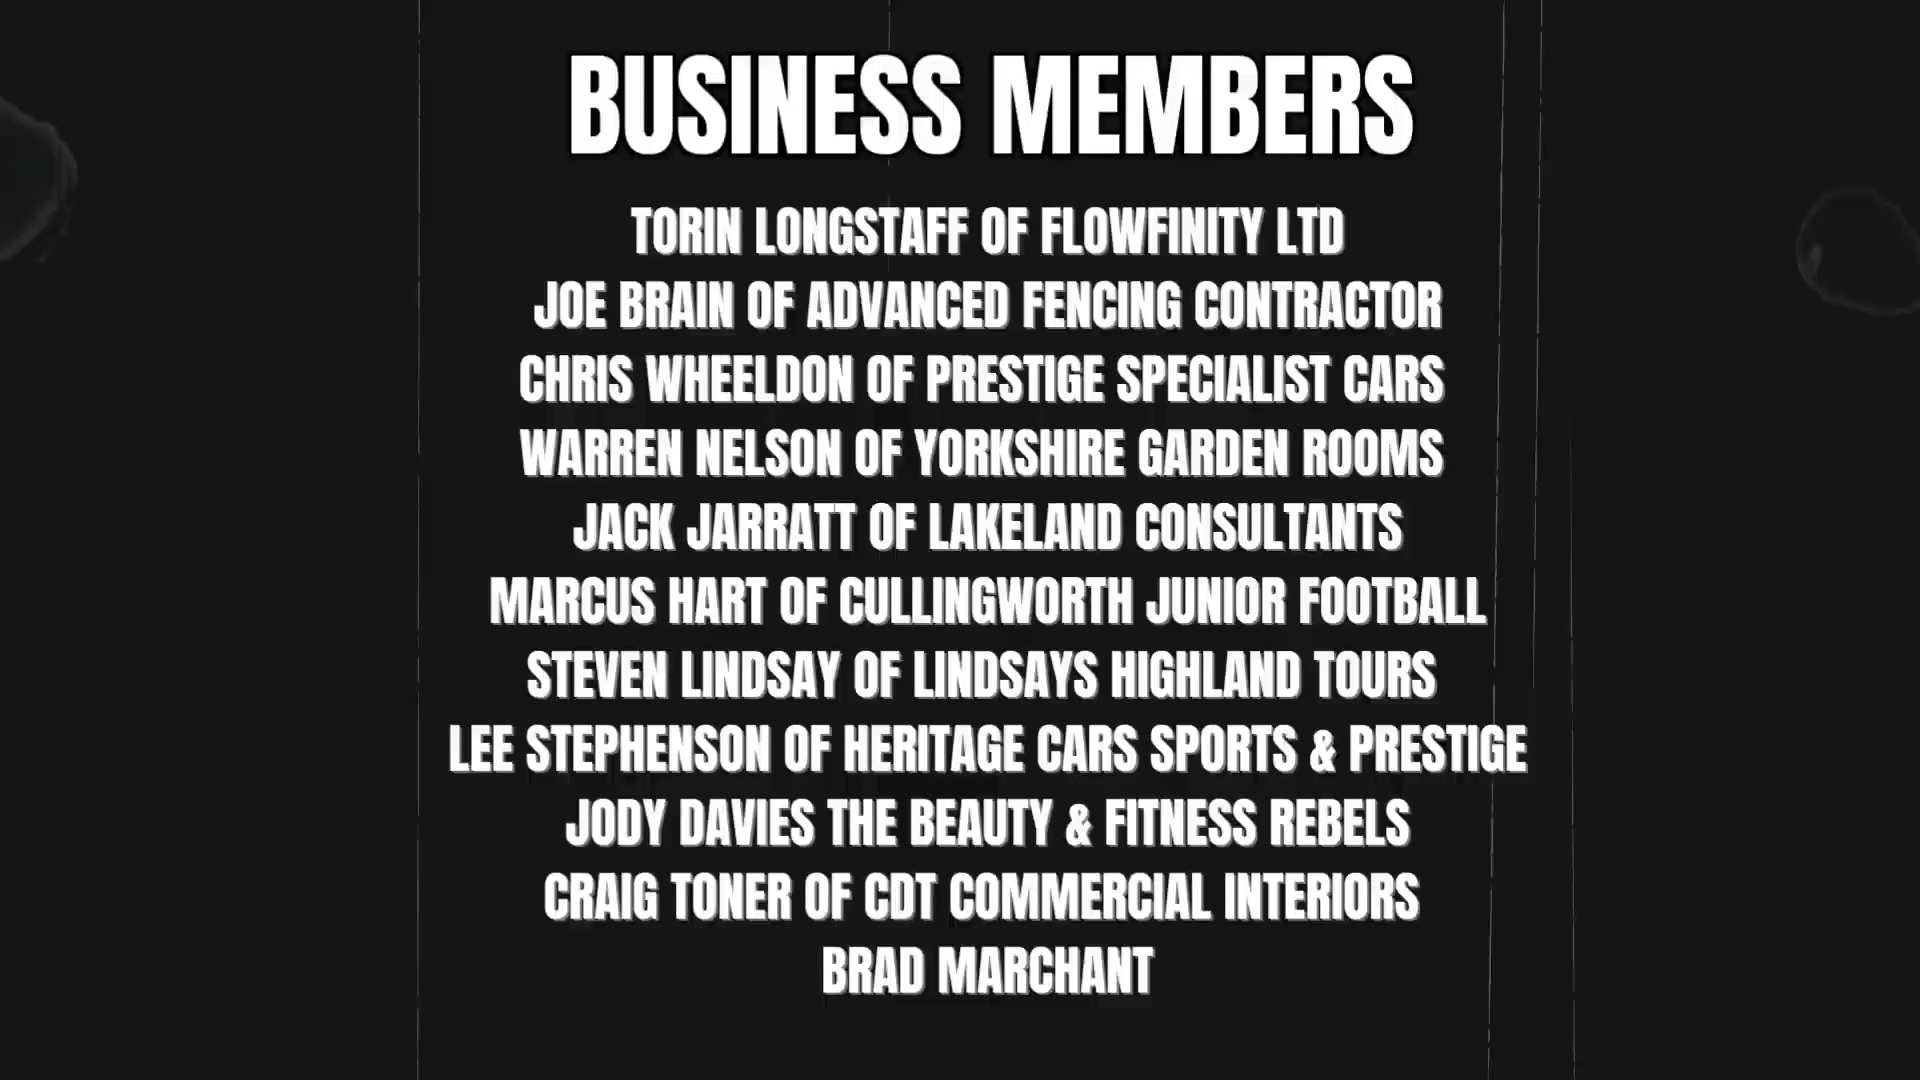 BUSINESS MEMBERS
TORIN LONGSTAFF OF FLOWFINITY LTD
JOE BRAIN OF ADVANCED FENCING CONTRACTOR
CHRIS WHEELDON OF PRESTIGE SPECIALIST CARS
WARREN NELSON OF YORKSHIRE GARDEN ROOMS
JACK JARRATT OF LAKELAND CONSULTANTS
MARCUS HART OF CULLINGWORTH JUNIOR FOOTBALL
STEVEN LINDSAY OF LINDSAYS HIGHLAND TOURS
LEE STEPHENSON OF HERITAGE CARS SPORTS & PRESTIGE
JODY DAVIES THE BEAUTY & FITNESS REBELS
CRAIG TONER OF CDT COMMERCIAL INTERIORS
BRAD MARCHANT